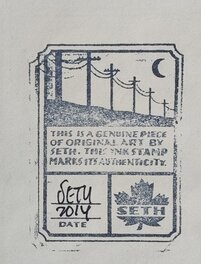 THIS IS A GENUINE PIECE
OF ORIGINAL ART BY
SETH. THIS INK STAMP
MARKS ITS AUTHENTICITY.
SETH
2014
DATE
SETH